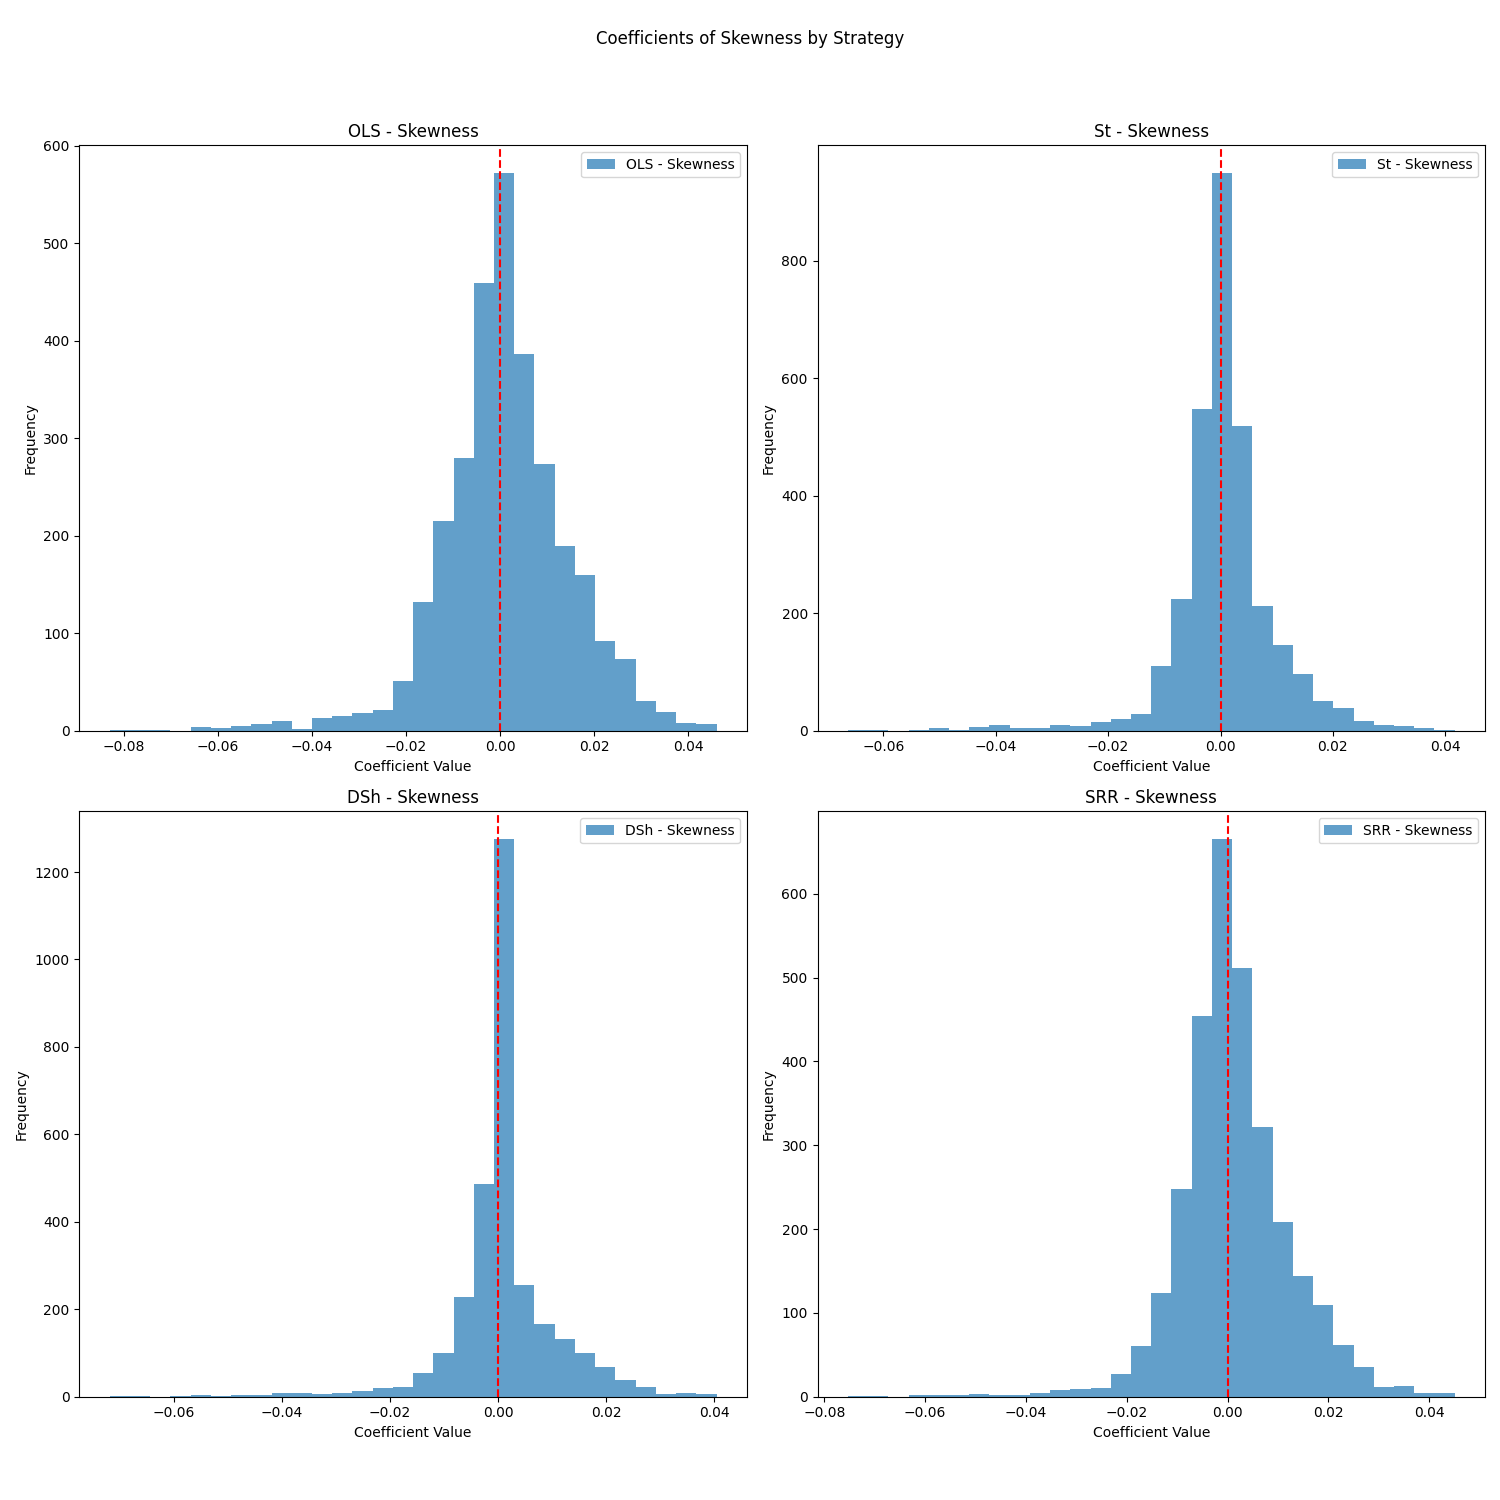 Coefficients of Skewness by Strategy
OLS - Skewness
OLS - Skewness
600
500
400
300
200
100
0
Frequency
−0.08 −0.06 −0.04 −0.02 0.00 0.02 0.04
Coefficient Value
St - Skewness
St - Skewness
800
600
400
200
0
Frequency
−0.06 −0.04 −0.02 0.00 0.02 0.04
Coefficient Value
DSh - Skewness
DSh - Skewness
1200
1000
800
600
400
200
0
Frequency
−0.06 −0.04 −0.02 0.00 0.02 0.04
Coefficient Value
SRR - Skewness
SRR - Skewness
600
500
400
300
200
100
0
Frequency
−0.08 −0.06 −0.04 −0.02 0.00 0.02 0.04
Coefficient Value